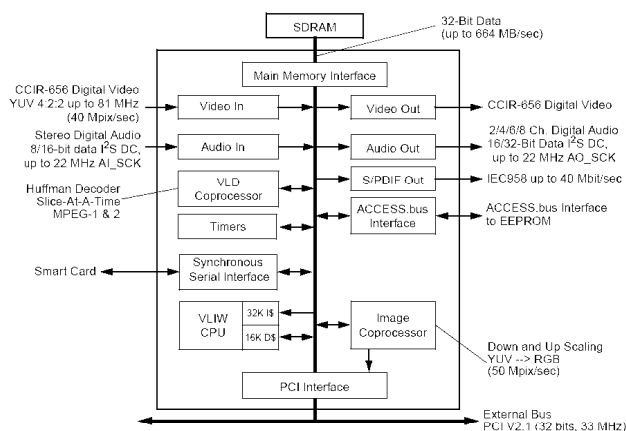 SDRAM
32-Bit Data
(up to 664 MB/sec)
Main Memory Interface
CCIR-656 Digital Video
YUV 4:2:2 up to 81 MHz
(40 Mpix/sec)
Video In
Video Out
CCIR-656 Digital Video
Stereo Digital Audio
8/16-bit data I²S DC,
up to 22 MHz AI_SCK
Audio In
Audio Out
2/4/6/8 Ch. Digital Audio
16/32-Bit Data I²S DC,
up to 22 MHz AO_SCK
S/PDIF Out
IEC958 up to 40 Mbit/sec
Huffman Decoder
Slice-At-A-Time
MPEG-1 & 2
VLD
Coprocessor
ACCESS.bus
Interface
ACCESS.bus Interface
to EEPROM
Timers
Smart Card
Synchronous
Serial Interface
VLIW
CPU
32K I$
16K D$
Image
Coprocessor
Down and Up Scaling
YUV --> RGB
(50 Mpix/sec)
PCI Interface
External Bus
PCI V2.1 (32 bits, 33 MHz)